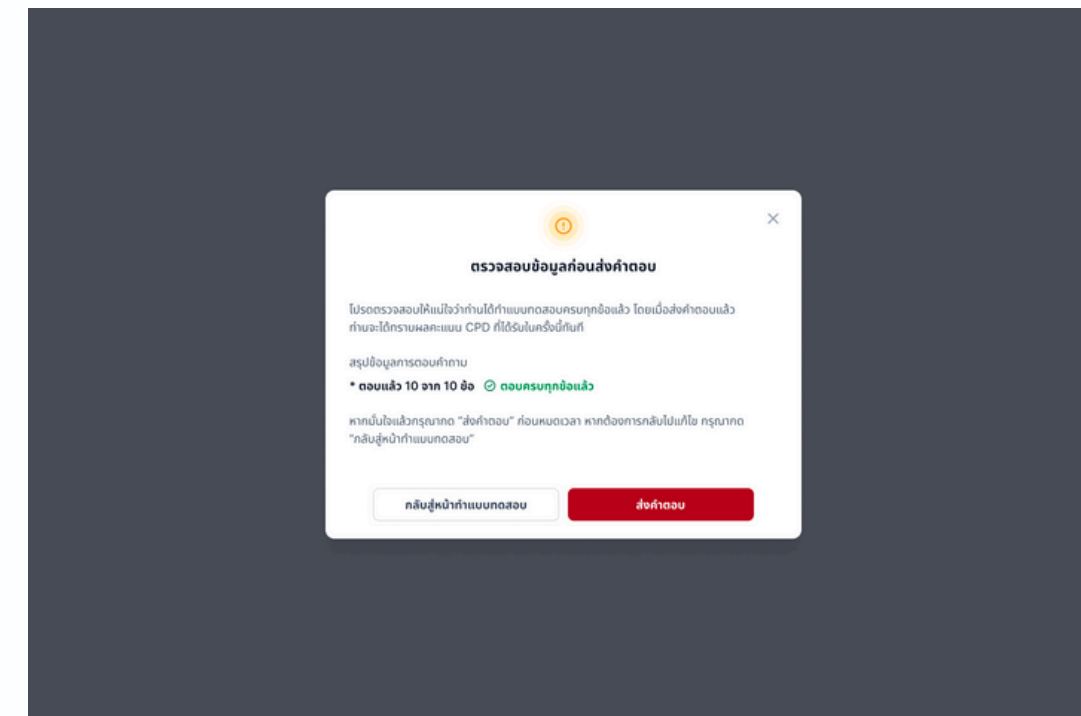 ตรวจสอบข้อมูลก่อนส่งคำตอบ
โปรดตรวจสอบให้แน่ใจว่าท่านได้ทำแบบทดสอบครบทุกข้อแล้ว โดยเมื่อส่งคำตอบแล้ว
ท่านจะได้ทราบผลคะแนน CPD ที่ได้รับในครั้งนี้ทันที
สรุปข้อมูลการตอบคำถาม
* ตอบแล้ว 10 จาก 10 ข้อ ตอบครบทุกข้อแล้ว
หากมั่นใจแล้วกรุณากด "ส่งคำตอบ" ก่อนหมดเวลา หากต้องการกลับไปแก้ไข กรุณากด
"กลับสู่หน้าทำแบบทดสอบ"
กลับสู่หน้าทำแบบทดสอบ
ส่งคำตอบ